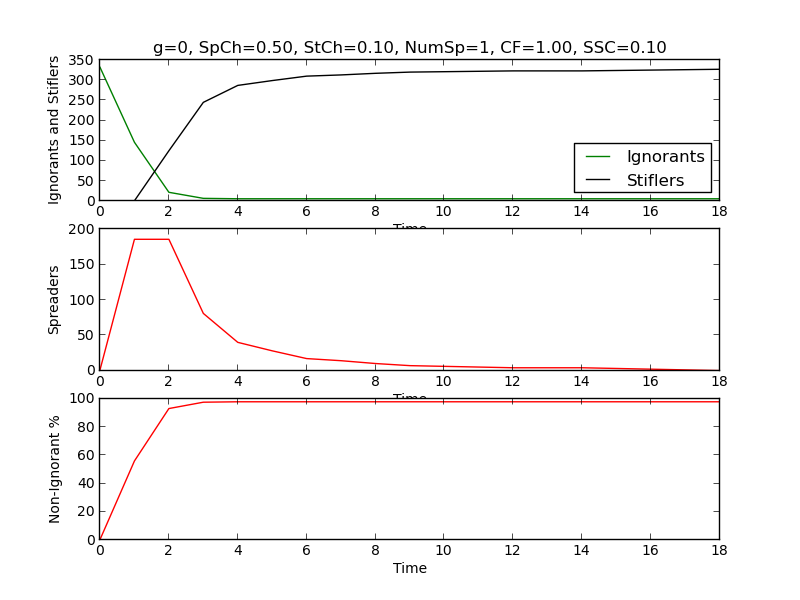 g=0, SpCh=0.50, StCh=0.10, NumSp=1, CF=1.00, SSC=0.10
Ignorants and Stiflers
350
300
250
200
150
100
50
0
Ignorants
Stiflers
0 2 4 6 8 10 12 14 16 18
Time
Spreaders
200
150
100
50
0
0 2 4 6 8 10 12 14 16 18
Time
Non-Ignorant %
100
80
60
40
20
0
0 2 4 6 8 10 12 14 16 18
Time